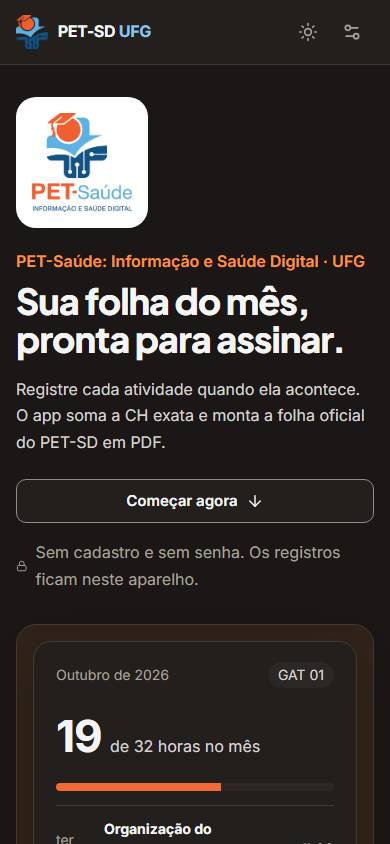 PET-SD UFG
PET-Saúde
INFORMAÇÃO E SAÚDE DIGITAL
PET-Saúde: Informação e Saúde Digital · UFG
Sua folha do mês,
pronta para assinar.
Registre cada atividade quando ela acontece.
O app soma a CH exata e monta a folha oficial
do PET-SD em PDF.
Começar agora ↓
Sem cadastro e sem senha. Os registros
ficam neste aparelho.
Outubro de 2026 GAT 01
19 de 32 horas no mês
Organização do
ter